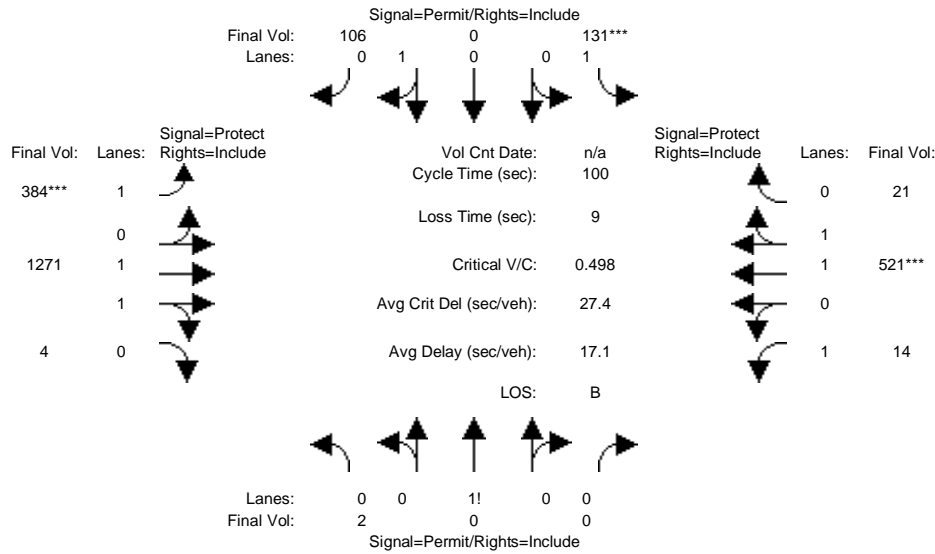 Signal=Permit/Rights=Include
Final Vol: 106 0 131***
Lanes: 0 1 0 0 1
Signal=Protect
Final Vol: Lanes: Rights=Include
Vol Cnt Date: n/a
Signal=Protect
Rights=Include Lanes: Final Vol:
Cycle Time (sec): 100
384*** 1
0 21
Loss Time (sec): 9
0
1
1271 1
Critical V/C: 0.498
1 521***
1
Avg Crit Del (sec/veh): 27.4
0
4 0
Avg Delay (sec/veh): 17.1
1 14
LOS: B
Lanes: 0 0 1! 0 0
Final Vol: 2 0 0
Signal=Permit/Rights=Include